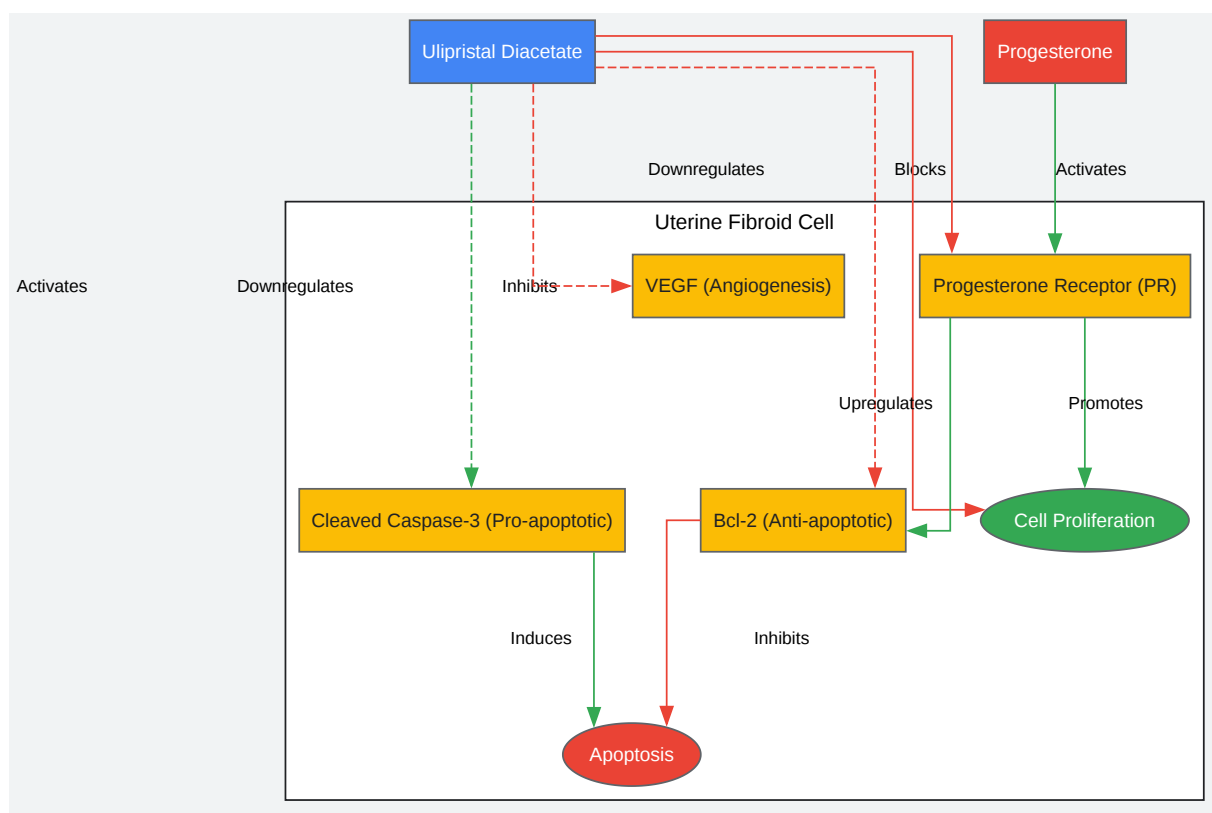 Ulipristal Diacetate
Progesterone
Downregulates
Blocks
Activates
Uterine Fibroid Cell
Activates
Downregulates
Inhibits
VEGF (Angiogenesis)
Progesterone Receptor (PR)
Upregulates
Promotes
Cleaved Caspase-3 (Pro-apoptotic)
Bcl-2 (Anti-apoptotic)
Cell Proliferation
Induces
Inhibits
Apoptosis